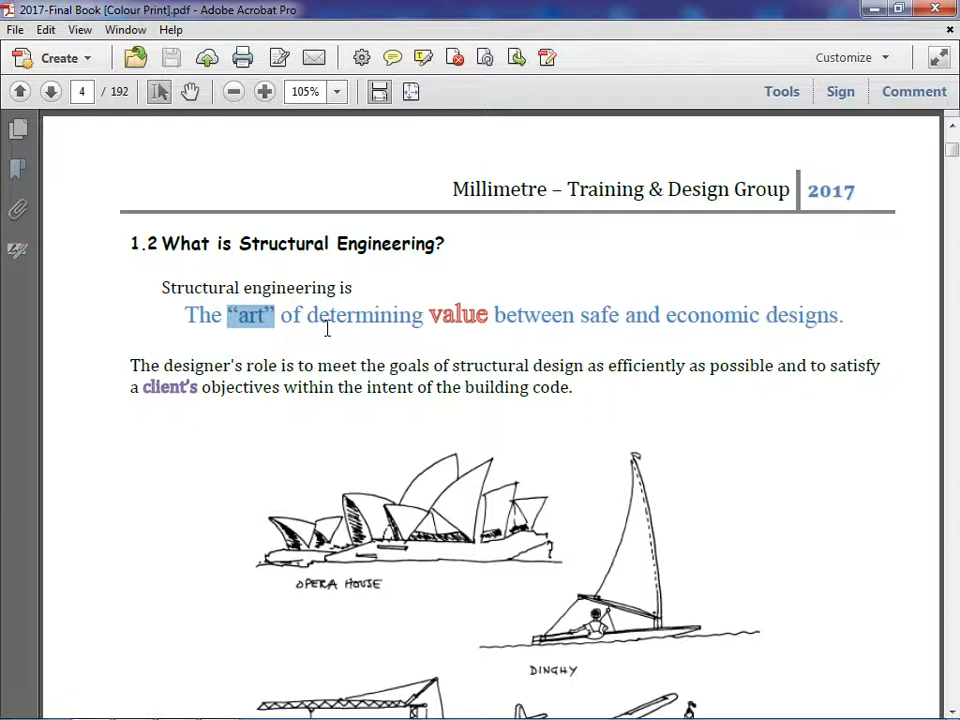 2017-Final Book [Colour Print].pdf - Adobe Acrobat Pro
File Edit View Window Help
Create Customize
4 / 192 105% Tools Sign Comment
Millimetre – Training & Design Group 2017
1.2 What is Structural Engineering?
Structural engineering is
The “art” of determining value between safe and economic designs.
The designer's role is to meet the goals of structural design as efficiently as possible and to satisfy
a client’s objectives within the intent of the building code.
OPERA HOUSE
DINGHY